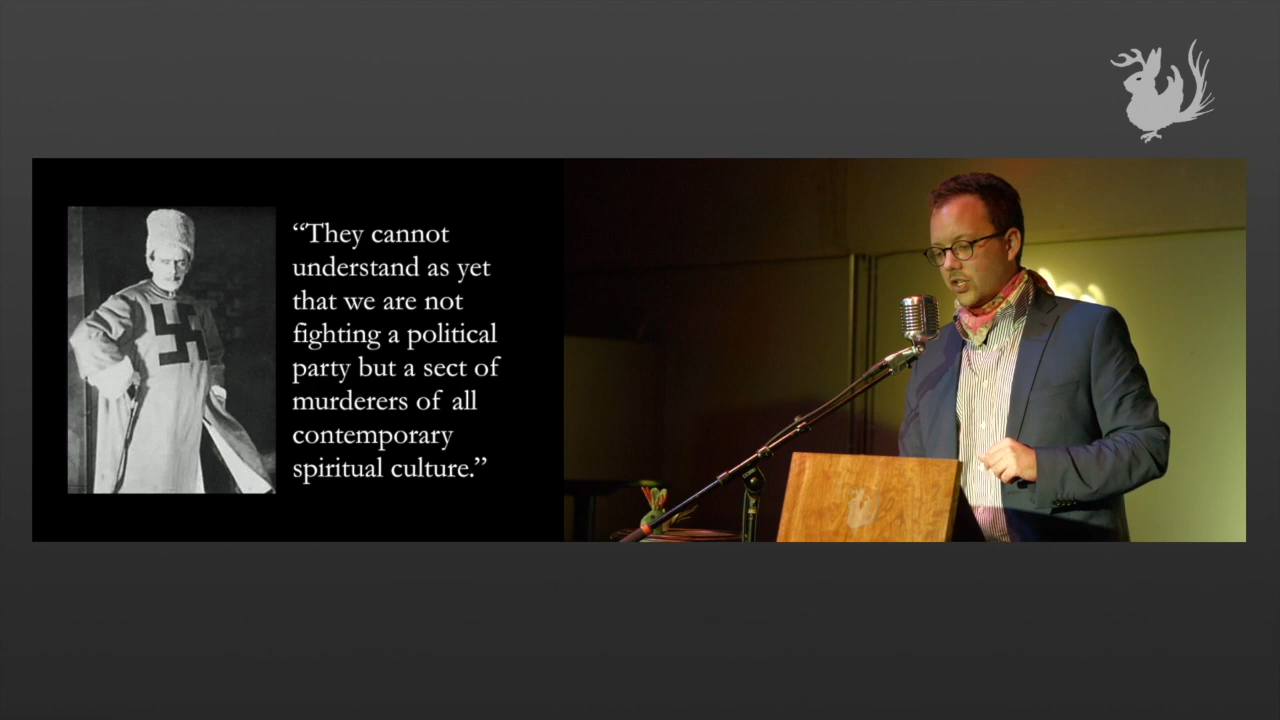 “They cannot
understand as yet
that we are not
fighting a political
party but a sect of
murderers of all
contemporary
spiritual culture.”